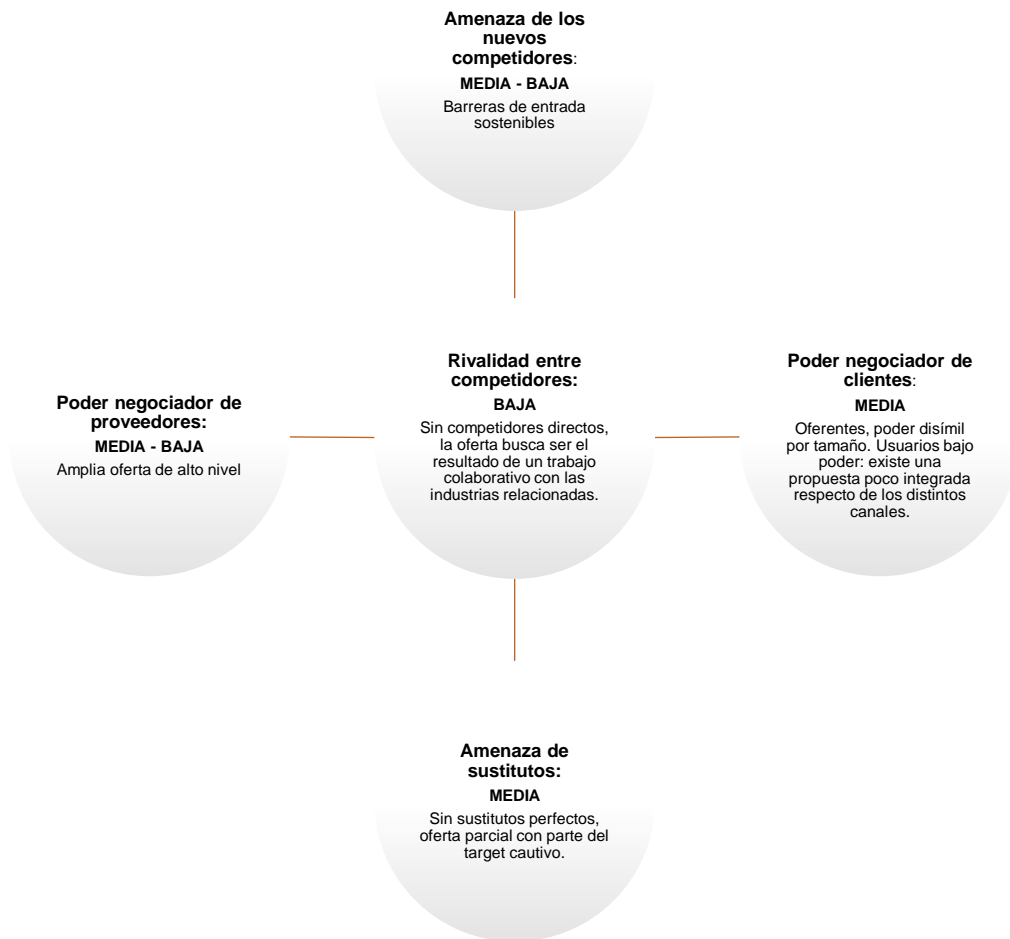 Amenaza de los
nuevos
competidores:
MEDIA - BAJA
Barreras de entrada
sostenibles
Poder negociador de
proveedores:
MEDIA - BAJA
Amplia oferta de alto nivel
Rivalidad entre
competidores:
BAJA
Sin competidores directos,
la oferta busca ser el
resultado de un trabajo
colaborativo con las
industrias relacionadas.
Poder negociador de
clientes:
MEDIA
Oferentes, poder disímil
por tamaño. Usuarios bajo
poder: existe una
propuesta poco integrada
respecto de los distintos
canales.
Amenaza de
sustitutos:
MEDIA
Sin sustitutos perfectos,
oferta parcial con parte del
target cautivo.